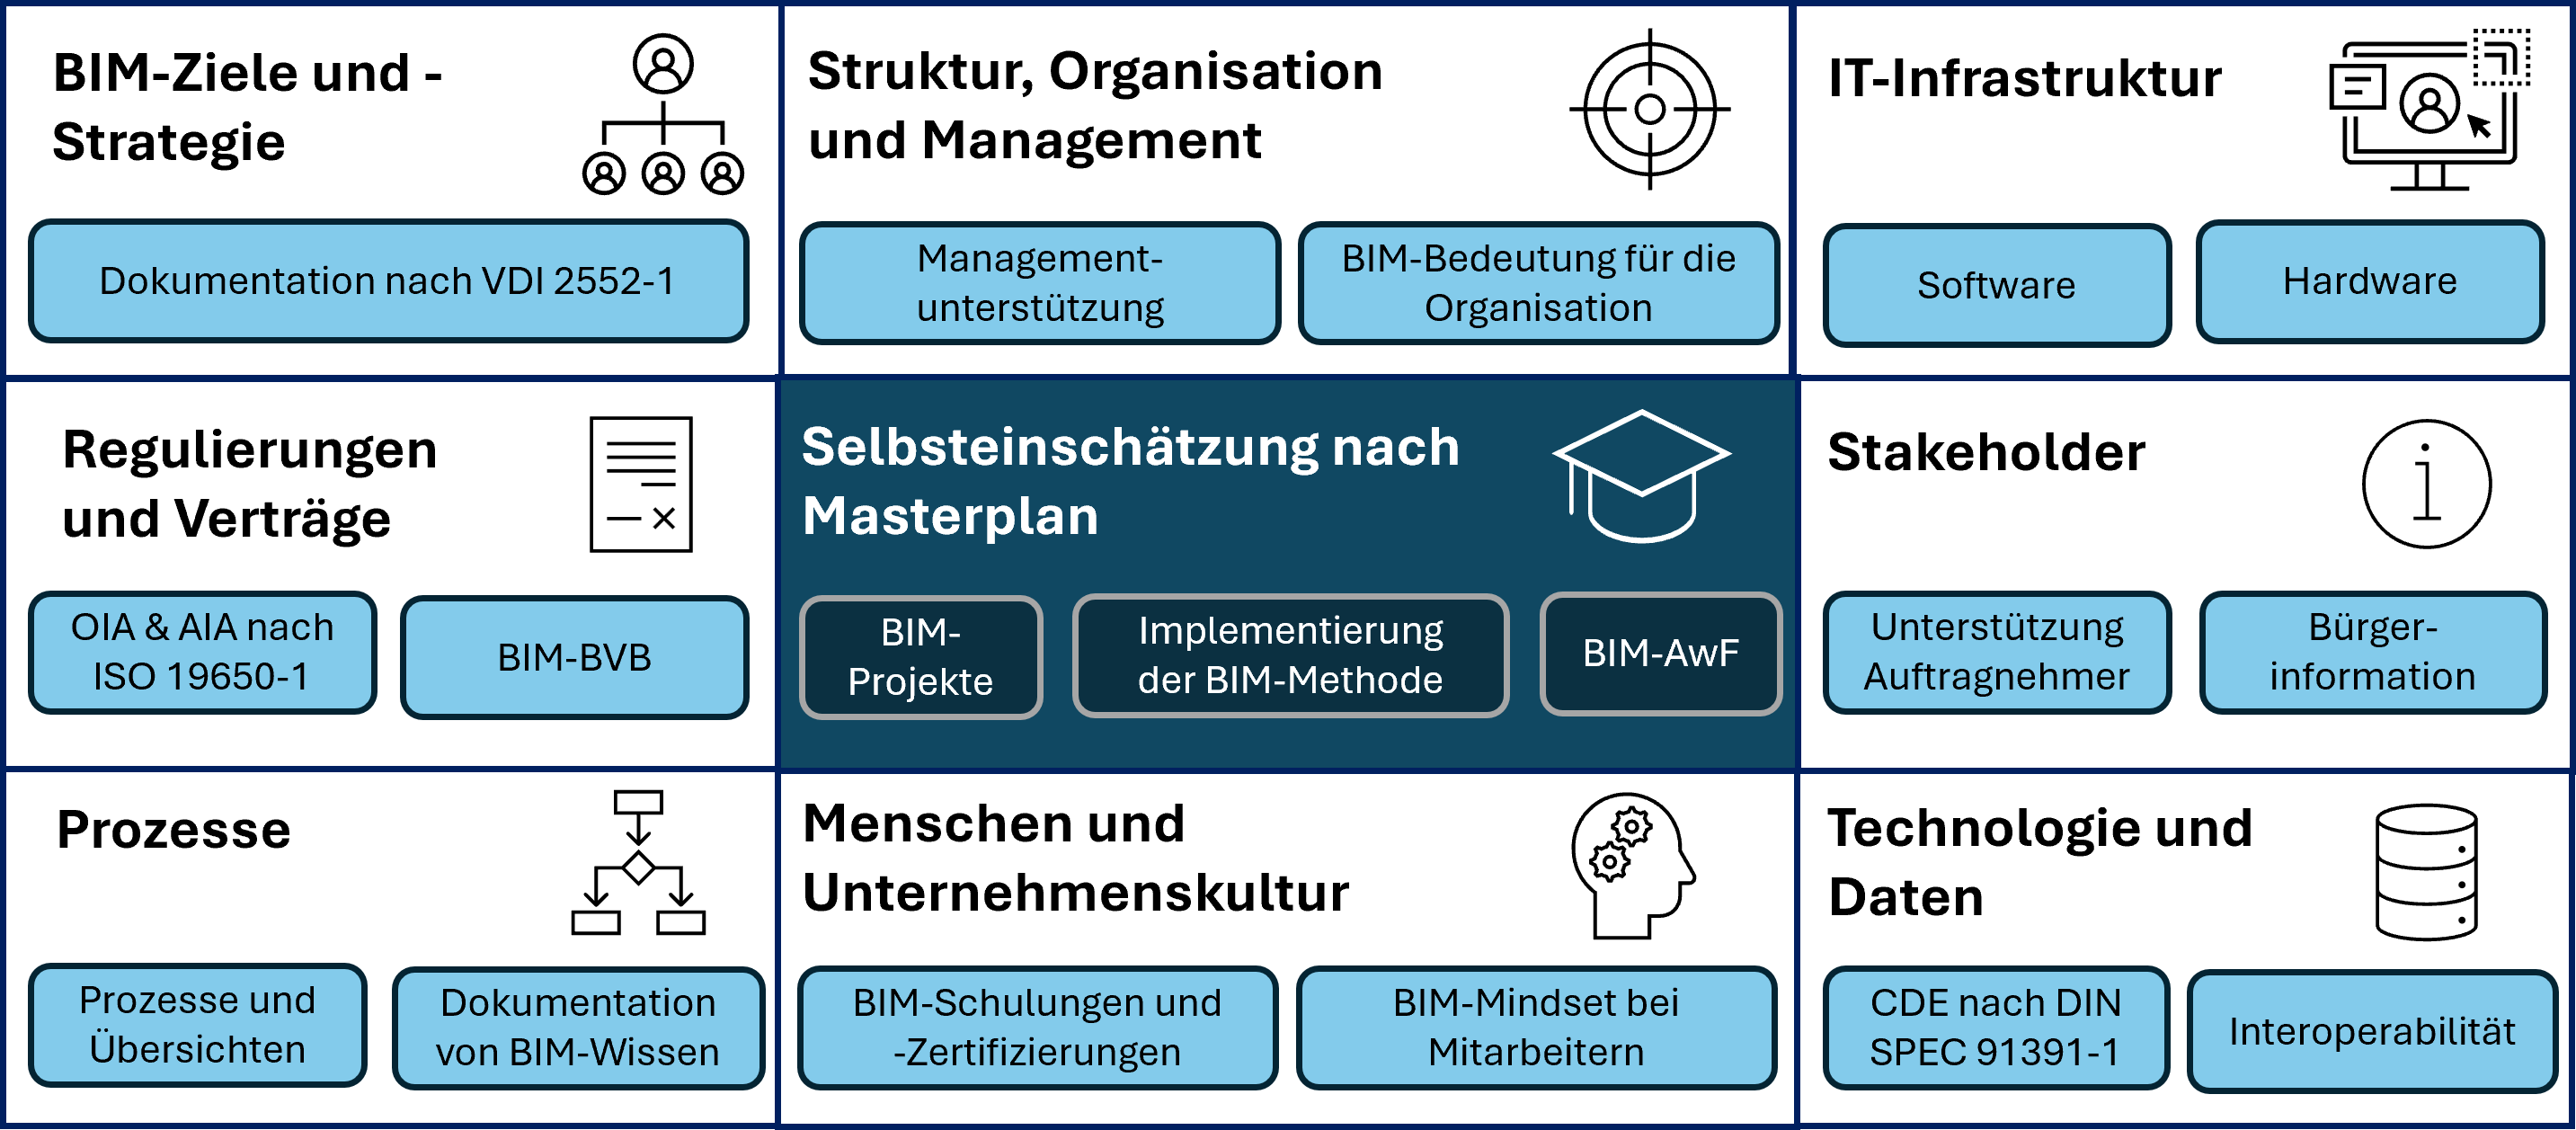 BIM-Ziele und -
Strategie
Dokumentation nach VDI 2552-1
Struktur, Organisation
und Management
Management-
unterstützung
BIM-Bedeutung für die
Organisation
IT-Infrastruktur
Software
Hardware
Regulierungen
und Verträge
OIA & AIA nach
ISO 19650-1
BIM-BVB
Selbsteinschätzung nach
Masterplan
BIM-
Projekte
Implementierung
der BIM-Methode
BIM-AwF
Stakeholder
Unterstützung
Auftragnehmer
Bürger-
information
Prozesse
Prozesse und
Übersichten
Dokumentation
von BIM-Wissen
Menschen und
Unternehmenskultur
BIM-Schulungen und
-Zertifizierungen
BIM-Mindset bei
Mitarbeitern
Technologie und
Daten
CDE nach DIN
SPEC 91391-1
Interoperabilität